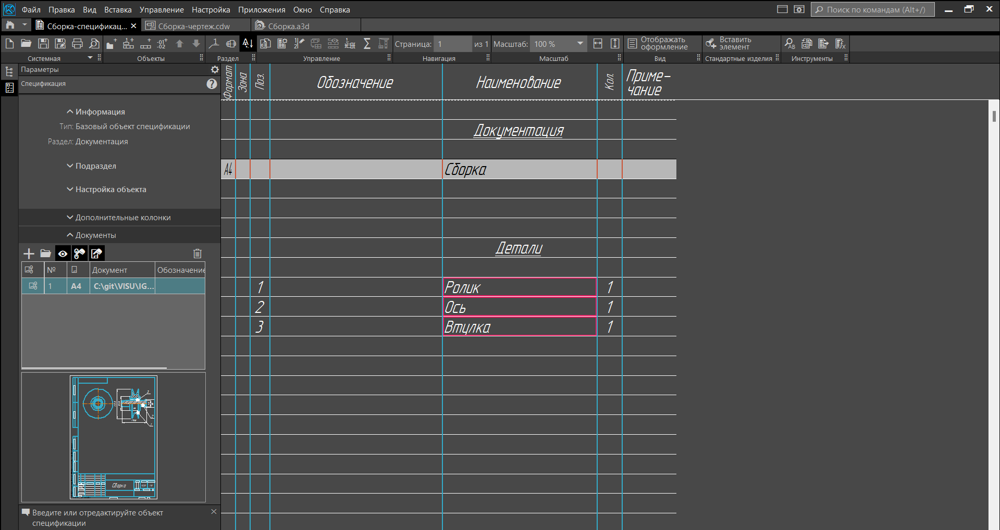 Файл Правка Вид Вставка Управление Настройка Приложения Окно Справка Поиск по командам (Alt+/)
Сборка-спецификац... Сборка-чертеж.cdw Сборка.a3d
Страница: 1 из 1 Масштаб: 100 % Отображать оформление Вставить элемент
Системная Объекты Раздел Управление Навигация Масштаб Вид Стандартные изделия Инструменты
Параметры
Спецификация
Информация
Тип: Базовый объект спецификации
Раздел: Документация
Подраздел
Настройка объекта
Дополнительные колонки
Документы
№ Документ Обозначение
1 A4 C:\git\VISU\IG...
Сборка
Введите или отредактируйте объект
спецификации
Формат Зона Поз. Обозначение Наименование Кол. Приме-
чание
Документация
А4 Сборка
Детали
1 Ролик 1
2 Ось 1
3 Втулка 1